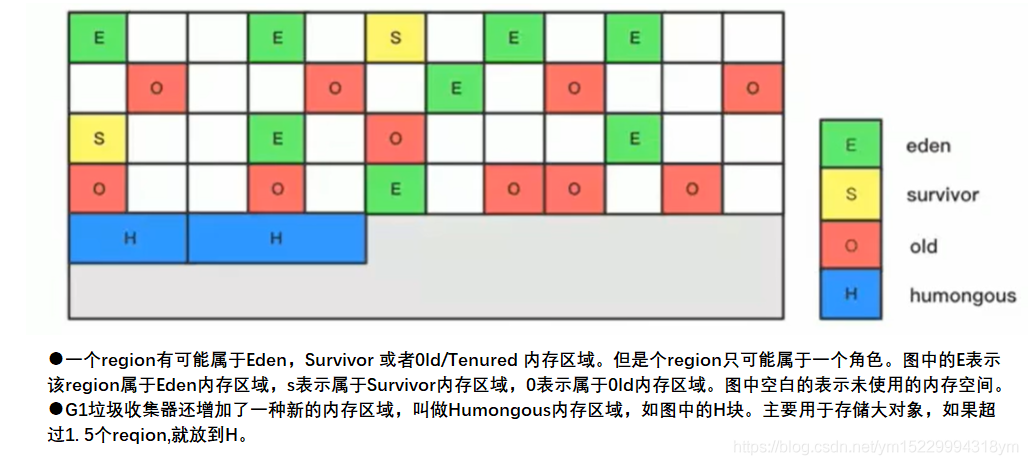 E E S E E
O O E O O
S E O E
O O E O O O
H H
E eden
S survivor
O old
H humongous
●一个region有可能属于Eden，Survivor 或者0ld/Tenured 内存区域。但是个region只可能属于一个角色。图中的E表示
该region属于Eden内存区域，s表示属于Survivor内存区域，0表示属于0ld内存区域。图中空白的表示未使用的内存空间。
●G1垃圾收集器还增加了一种新的内存区域，叫做Humongous内存区域，如图中的H块。主要用于存储大对象，如果超
过1. 5个reqion,就放到H。
https://blog.csdn.net/ym15229994318ym